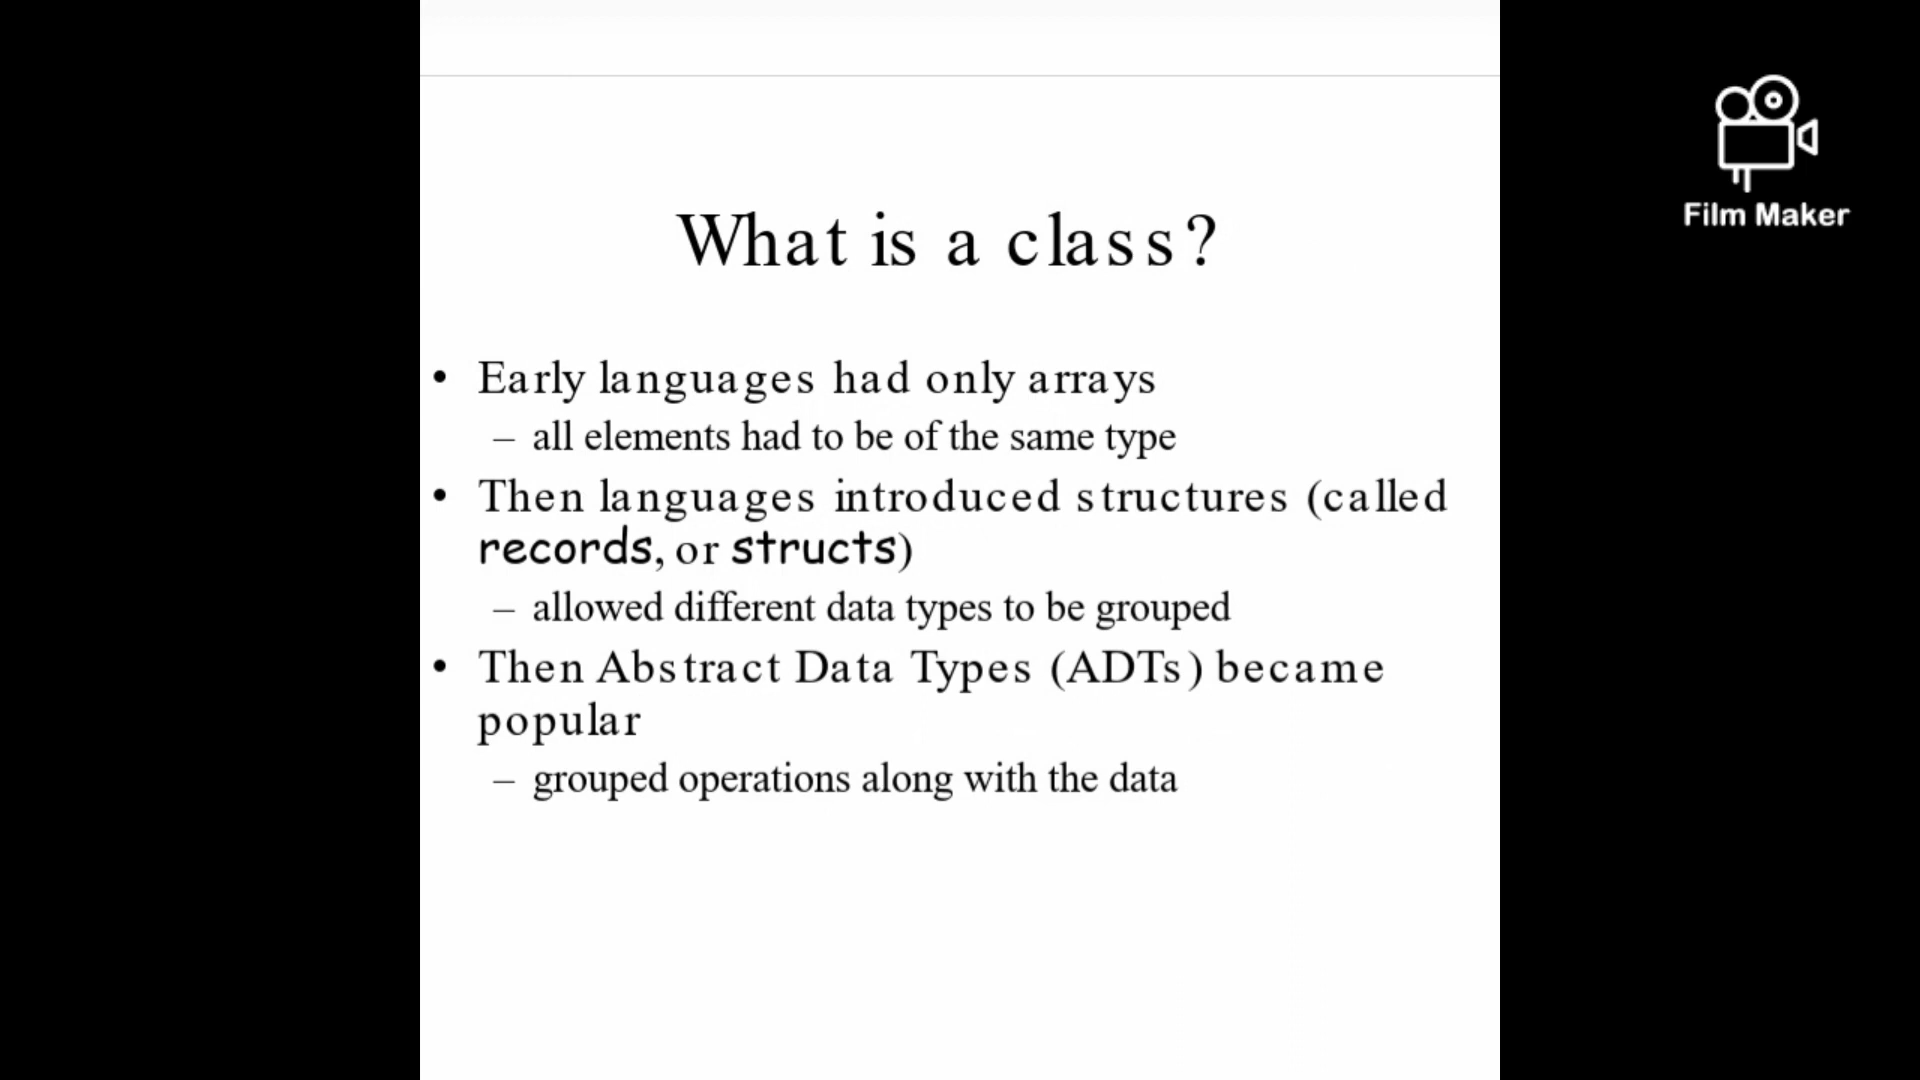 Film Maker
What is a class?
• Early languages had only arrays
– all elements had to be of the same type
• Then languages introduced structures (called
records, or structs)
– allowed different data types to be grouped
• Then Abstract Data Types (ADTs) became
popular
– grouped operations along with the data